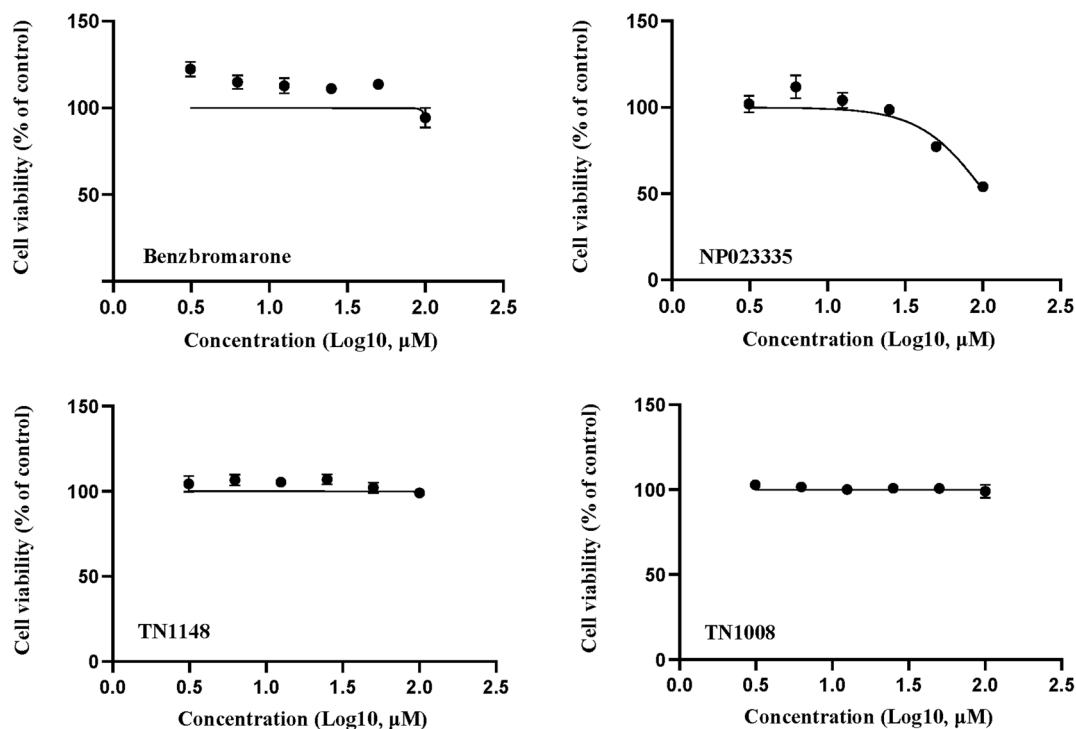 Cell viability (% of control)
150
100
50
Benzbromarone
0.0 0.5 1.0 1.5 2.0 2.5
Concentration (Log10, μM)
Cell viability (% of control)
150
100
50
0
NP023335
0.0 0.5 1.0 1.5 2.0 2.5
Concentration (Log10, μM)
Cell viability (% of control)
150
100
50
0
TN1148
0.0 0.5 1.0 1.5 2.0 2.5
Concentration (Log10, μM)
Cell viability (% of control)
150
100
50
0
TN1008
0.0 0.5 1.0 1.5 2.0 2.5
Concentration (Log10, μM)